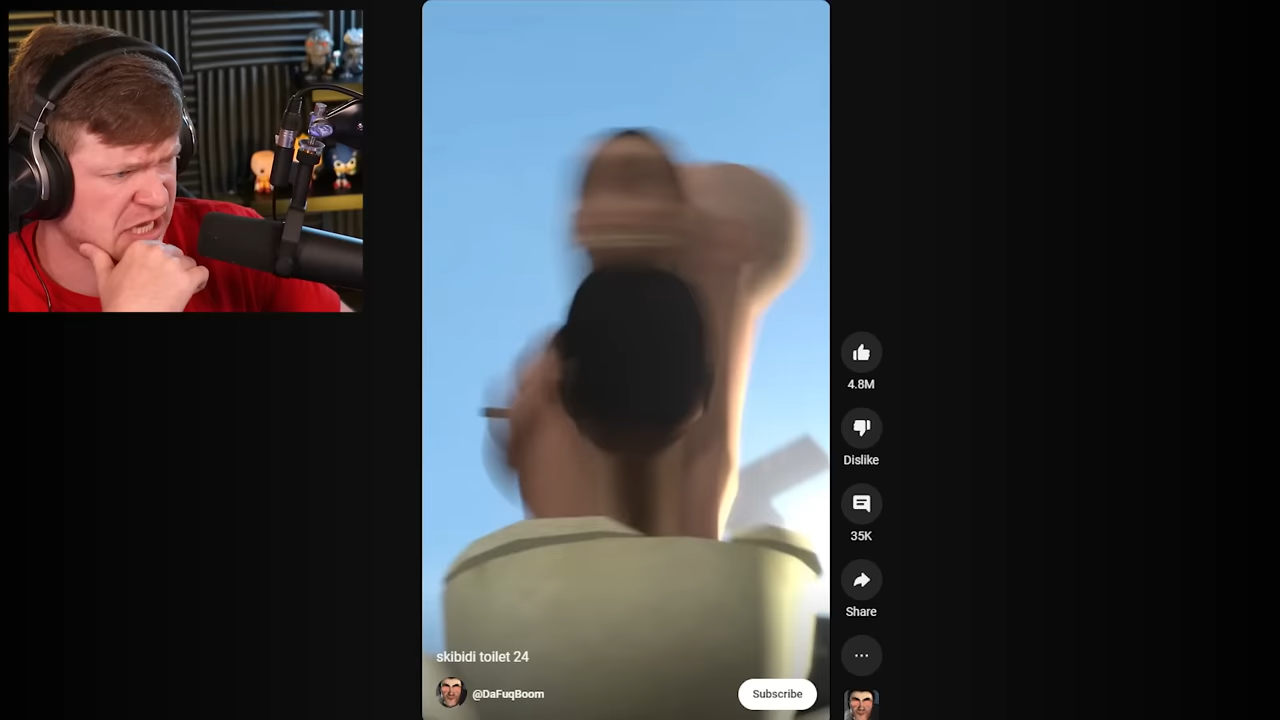 4.8M
Dislike
35K
Share
skibidi toilet 24
@DaFuqBoom
Subscribe